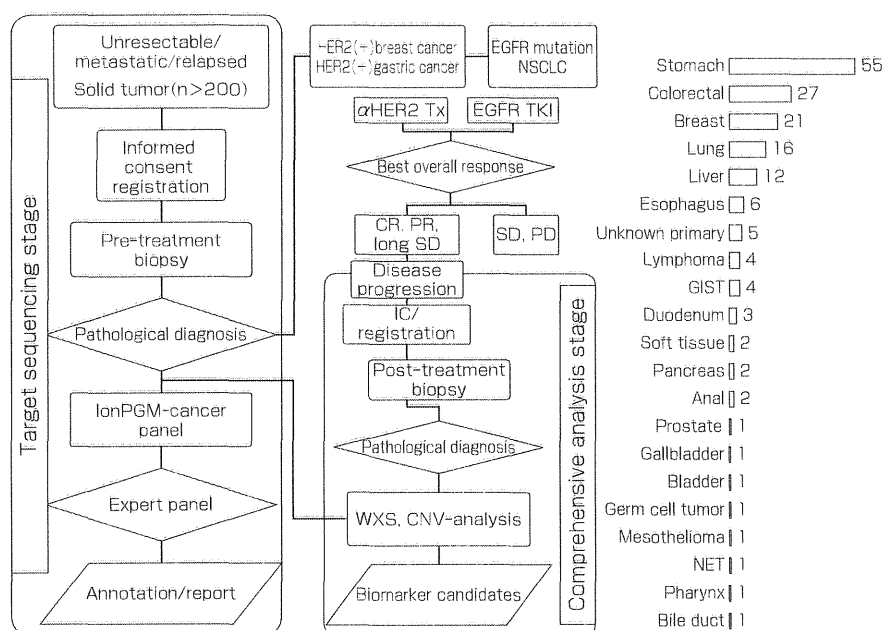 Target sequencing stage
Unresectable/
metastatic/relapsed
Solid tumor(n>200)
Informed
consent
registration
Pre-treatment
biopsy
Pathological diagnosis
IonPGM-cancer
panel
Expert panel
Annotation/report
HER2(+)breast cancer
HER2(+)gastric cancer
EGFR mutation
NSCLC
αHER2 Tx
EGFR TKI
Best overall response
CR, PR,
long SD
SD, PD
Disease
progression
IC/
registration
Post-treatment
biopsy
Pathological diagnosis
WXS, CNV-analysis
Biomarker candidates
Comprehensive analysis stage
Stomach 55
Colorectal 27
Breast 21
Lung 16
Liver 12
Esophagus 6
Unknown primary 5
Lymphoma 4
GIST 4
Duodenum 3
Soft tissue 2
Pancreas 2
Anal 2
Prostate 1
Gallbladder 1
Bladder 1
Germ cell tumor 1
Mesothelioma 1
NET 1
Pharynx 1
Bile duct 1